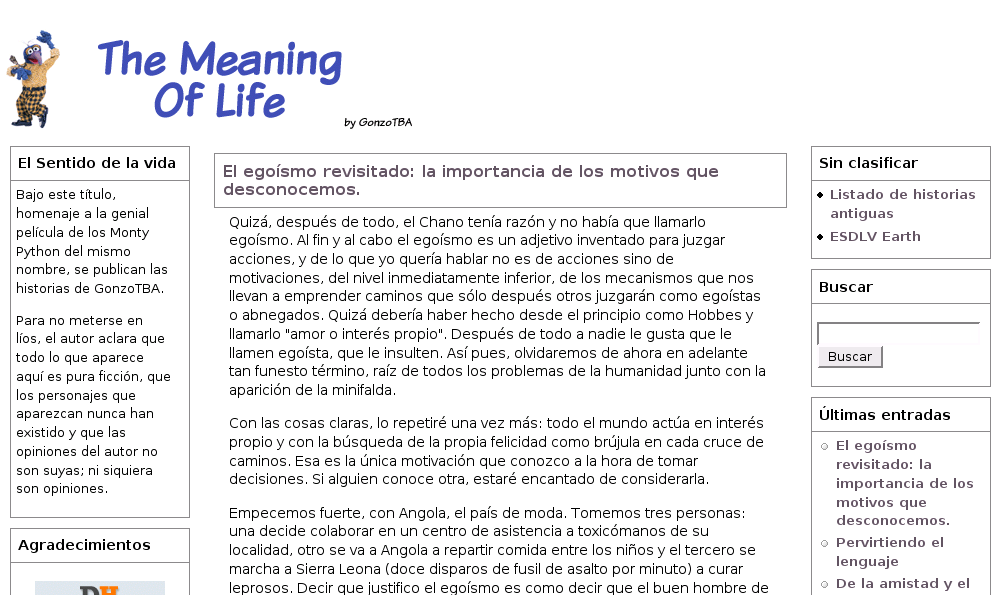 The Meaning
Of Life
by GonzoTBA
El Sentido de la vida
Bajo este título,
homenaje a la genial
película de los Monty
Python del mismo
nombre, se publican las
historias de GonzoTBA.
Para no meterse en
líos, el autor aclara que
todo lo que aparece
aquí es pura ficción, que
los personajes que
aparezcan nunca han
existido y que las
opiniones del autor no
son suyas; ni siquiera
son opiniones.
Agradecimientos
DH
El egoísmo revisitado: la importancia de los motivos que
desconocemos.
Quizá, después de todo, el Chano tenía razón y no había que llamarlo
egoísmo. Al fin y al cabo el egoísmo es un adjetivo inventado para juzgar
acciones, y de lo que yo quería hablar no es de acciones sino de
motivaciones, del nivel inmediatamente inferior, de los mecanismos que nos
llevan a emprender caminos que sólo después otros juzgarán como egoístas
o abnegados. Quizá debería haber hecho desde el principio como Hobbes y
llamarlo "amor o interés propio". Después de todo a nadie le gusta que le
llamen egoísta, que le insulten. Así pues, olvidaremos de ahora en adelante
tan funesto término, raíz de todos los problemas de la humanidad junto con la
aparición de la minifalda.
Con las cosas claras, lo repetiré una vez más: todo el mundo actúa en interés
propio y con la búsqueda de la propia felicidad como brújula en cada cruce de
caminos. Esa es la única motivación que conozco a la hora de tomar
decisiones. Si alguien conoce otra, estaré encantado de considerarla.
Empecemos fuerte, con Angola, el país de moda. Tomemos tres personas:
una decide colaborar en un centro de asistencia a toxicómanos de su
localidad, otro se va a Angola a repartir comida entre los niños y el tercero se
marcha a Sierra Leona (doce disparos de fusil de asalto por minuto) a curar
leprosos. Decir que justifico el egoísmo es como decir que el buen hombre de
Sin clasificar
Listado de historias
antiguas
ESDLV Earth
Buscar
Buscar
Últimas entradas
El egoísmo
revisitado: la
importancia de los
motivos que
desconocemos.
Pervirtiendo el
lenguaje
De la amistad y el